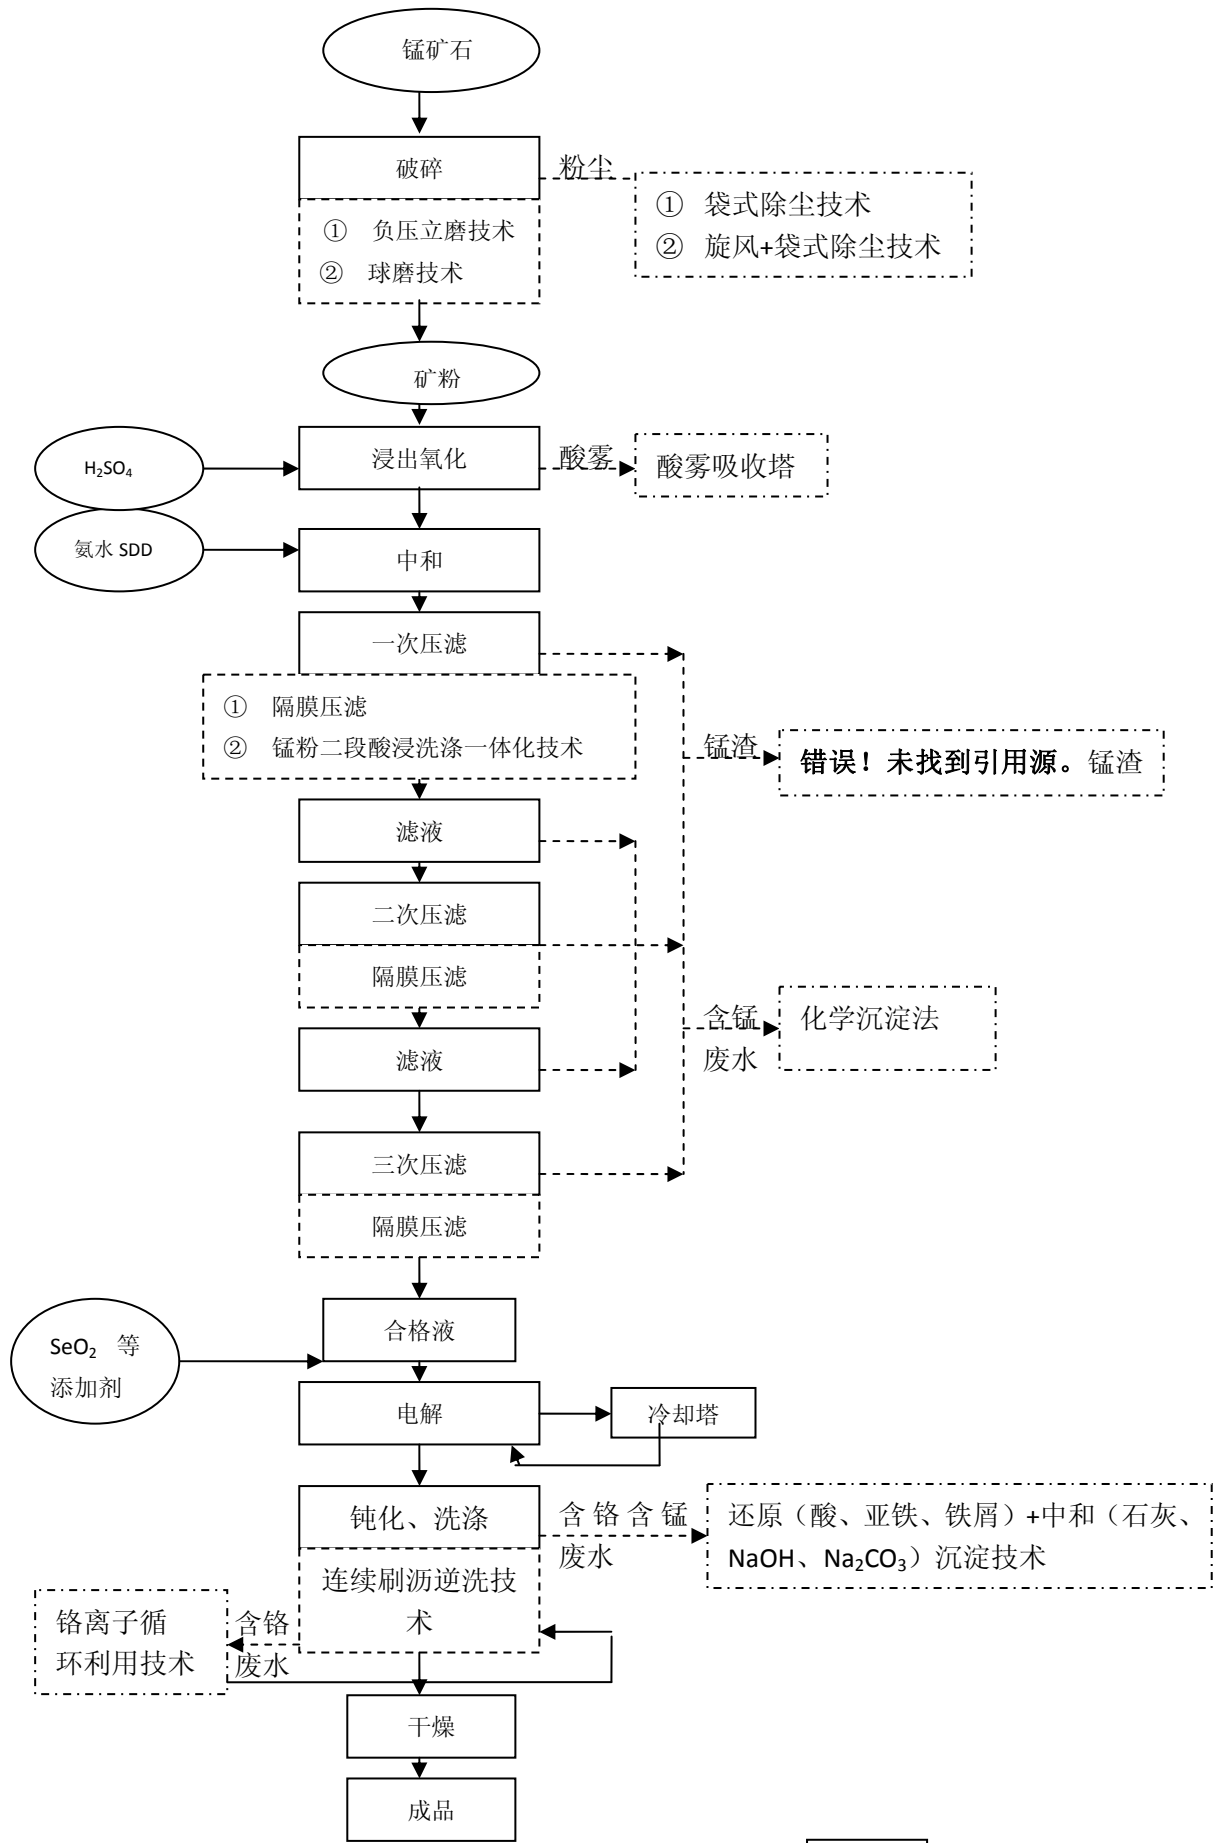 锰矿石
破碎
粉尘
① 负压立磨技术
② 球磨技术
① 袋式除尘技术
② 旋风+袋式除尘技术
矿粉
H₂SO₄
浸出氧化
酸雾
酸雾吸收塔
氨水 SDD
中和
一次压滤
① 隔膜压滤
② 锰粉二段酸浸洗涤一体化技术
锰渣
错误！未找到引用源。锰渣
滤液
二次压滤
隔膜压滤
滤液
含锰
废水
化学沉淀法
三次压滤
隔膜压滤
SeO₂ 等
添加剂
合格液
电解
冷却塔
钝化、洗涤
连续刷沥逆洗技
术
含铬含锰
废水
还原（酸、亚铁、铁屑）+中和（石灰、
NaOH、Na₂CO₃）沉淀技术
铬离子循
环利用技术
含铬
废水
干燥
成品